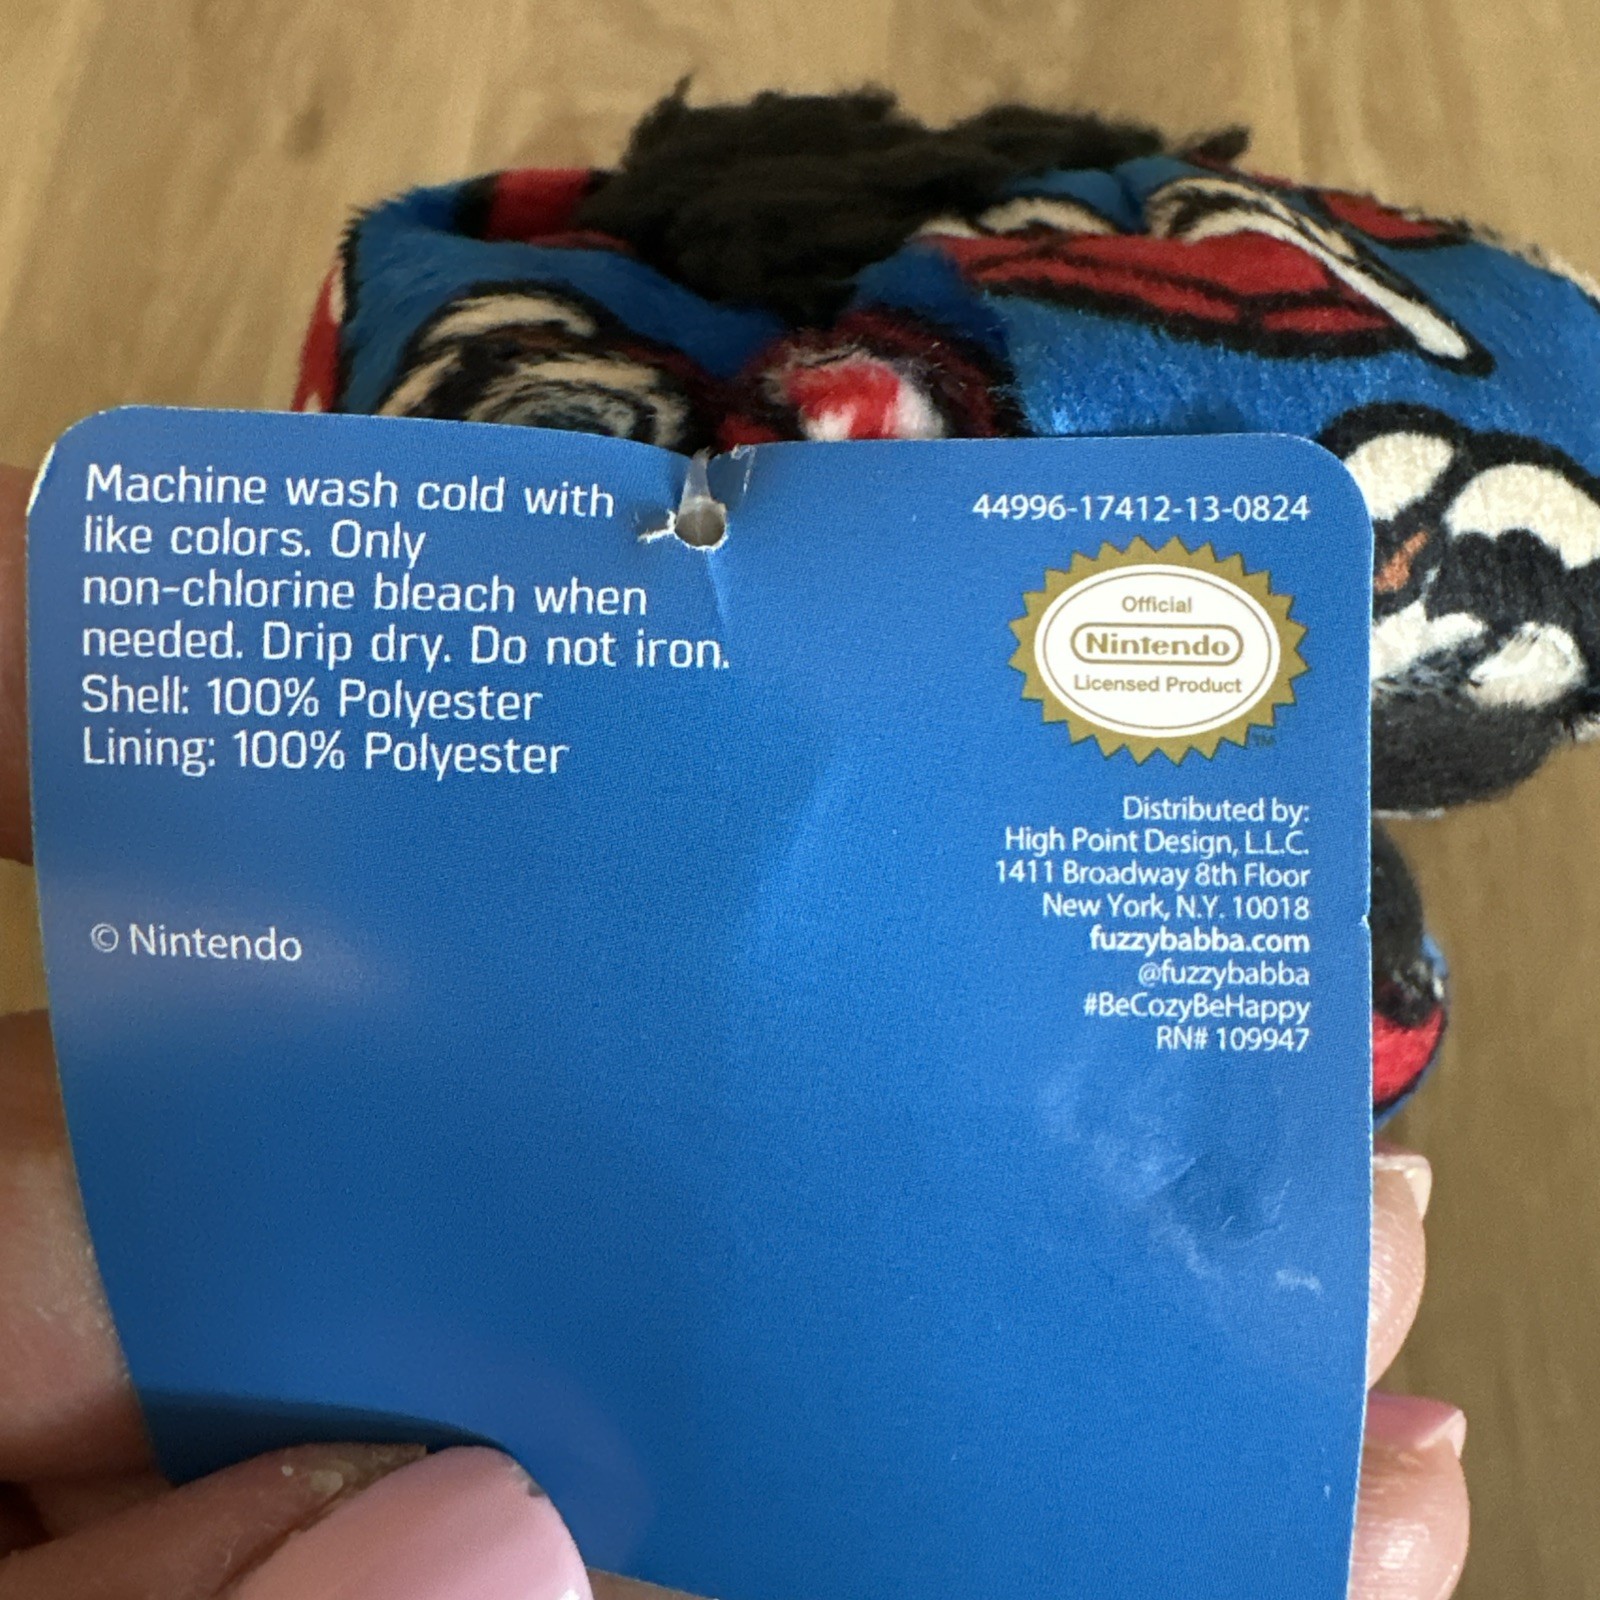 Machine wash cold with
like colors. Only
non-chlorine bleach when
needed. Drip dry. Do not iron.
Shell: 100% Polyester
Lining: 100% Polyester
© Nintendo
44996-17412-13-0824
Official
Nintendo
Licensed Product
TM
Distributed by:
High Point Design, L.L.C.
1411 Broadway 8th Floor
New York, N.Y. 10018
fuzzybabba.com
@fuzzybabba
#BeCozyBeHappy
RN# 109947